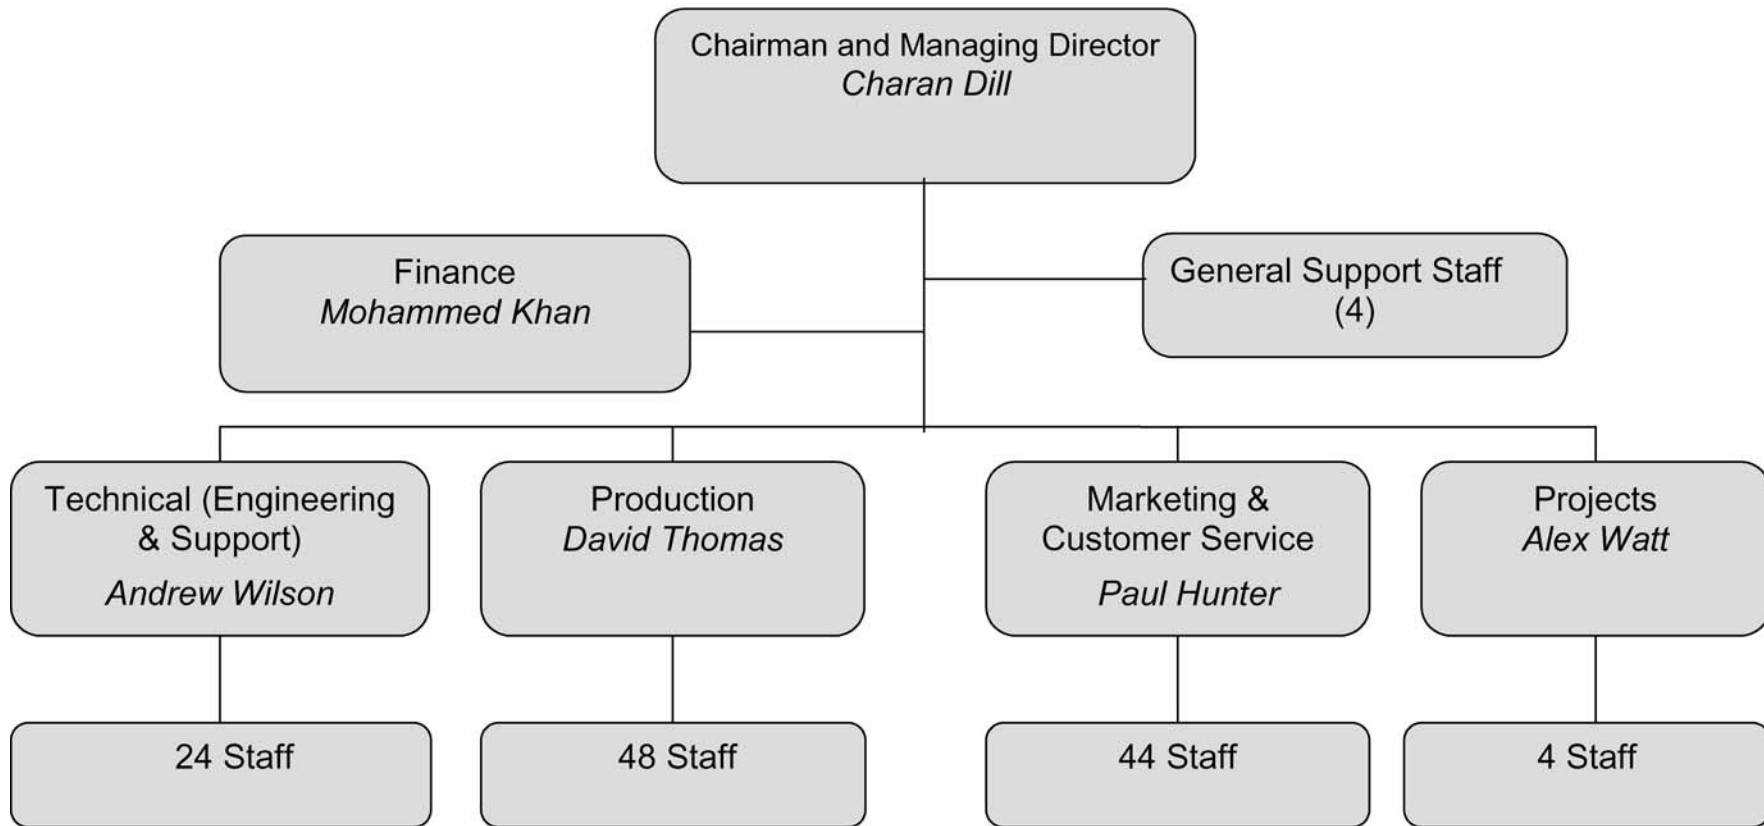 Chairman and Managing Director
Charan Dill
Finance
Mohammed Khan
General Support Staff
(4)
Technical (Engineering
& Support)
Andrew Wilson
Production
David Thomas
Marketing &
Customer Service
Paul Hunter
Projects
Alex Watt
24 Staff
48 Staff
44 Staff
4 Staff